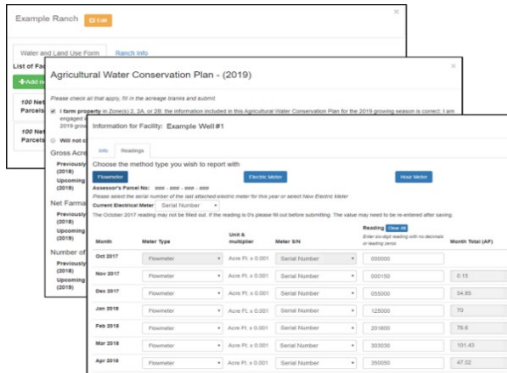 Example Ranch Edit
×
Water and Land Use Form Ranch Info
List of Fac
+Add n
100 Net
Parcels
100 Net
Parcels
Agricultural Water Conservation Plan - (2019)
×
Please check all that apply, fill in the acreage blanks and submit
I farm property in Zone(s) 2, 2A, or 2B, the information included in this Agricultural Water Conservation Plan for the 2019 growing season is correct. I am
engaged
2019 grow
Will not c
Gross Acre
Previously
(2018)
Upcoming
(2019)
Net Farma
Previously
(2018)
Upcoming
(2019)
Number of
Previously
(2018)
Upcoming
(2019)
Information for Facility: Example Well #1
Info Readings
Choose the method type you wish to report with
Flowmeter Electric Meter Hour Meter
Assessor's Parcel No: 000 - 000 - 000 - 000
Please select the serial number of the last attached electric meter for this year or select New Electric Meter
Current Electrical Meter Serial Number
The October 2017 reading may not be filled out. If the reading is 0's please fill out before submitting. The value may need to be re-entered after saving
Month Meter Type Unit & multiplier Meter S/N Reading Clear All Enter six-digit reading with no decimals or leading zeros Month Total (AF)
Oct 2017 Flowmeter Acre Ft. x 0.001 Serial Number 000000
Nov 2017 Flowmeter Acre Ft. x 0.001 Serial Number 000150 0.15
Dec 2017 Flowmeter Acre Ft. x 0.001 Serial Number 055000 54.85
Jan 2018 Flowmeter Acre Ft. x 0.001 Serial Number 125000 70
Feb 2018 Flowmeter Acre Ft. x 0.001 Serial Number 201600 76.6
Mar 2018 Flowmeter Acre Ft. x 0.001 Serial Number 303030 101.43
Apr 2018 Flowmeter Acre Ft. x 0.001 Serial Number 350550 47.52